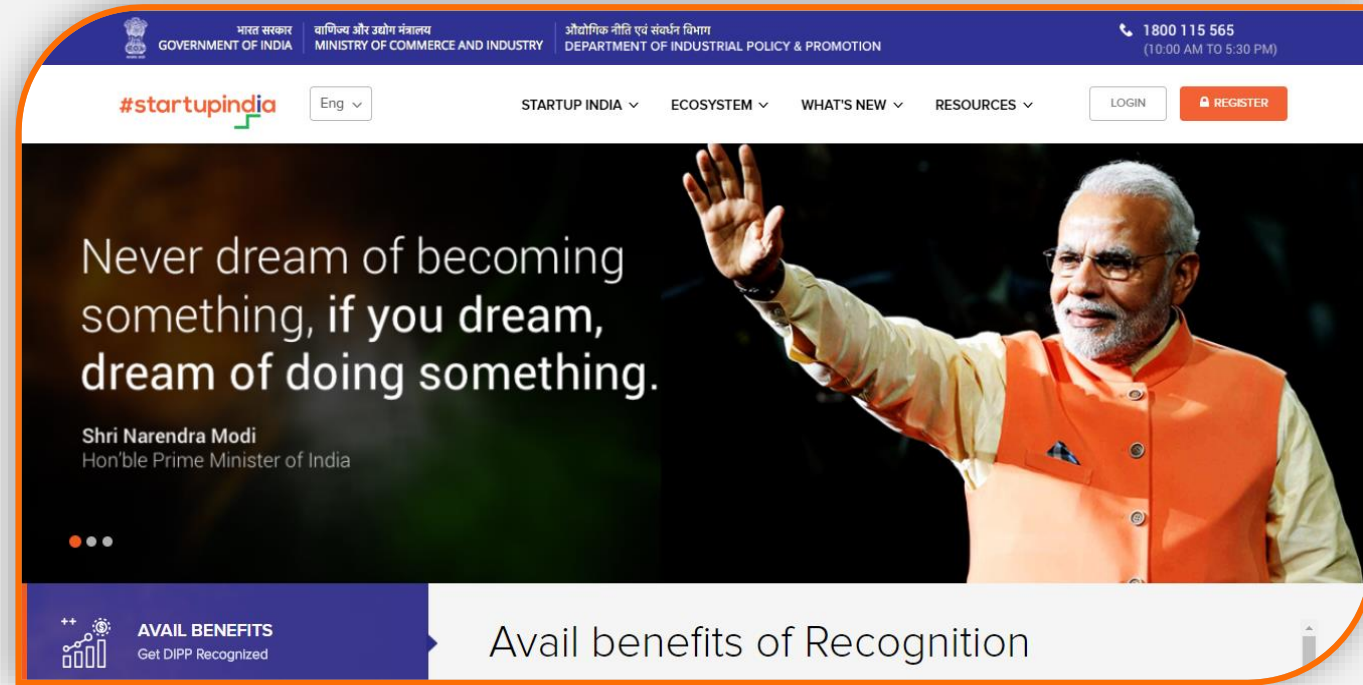 भारत सरकार
GOVERNMENT OF INDIA
वाणिज्य और उद्योग मंत्रालय
MINISTRY OF COMMERCE AND INDUSTRY
औद्योगिक नीति एवं संवर्धन विभाग
DEPARTMENT OF INDUSTRIAL POLICY & PROMOTION
1800 115 565
(10:00 AM TO 5:30 PM)
#startupindia
Eng
STARTUP INDIA
ECOSYSTEM
WHAT'S NEW
RESOURCES
LOGIN
REGISTER
Never dream of becoming
something, if you dream,
dream of doing something.
Shri Narendra Modi
Hon'ble Prime Minister of India
AVAIL BENEFITS
Get DIPP Recognized
Avail benefits of Recognition